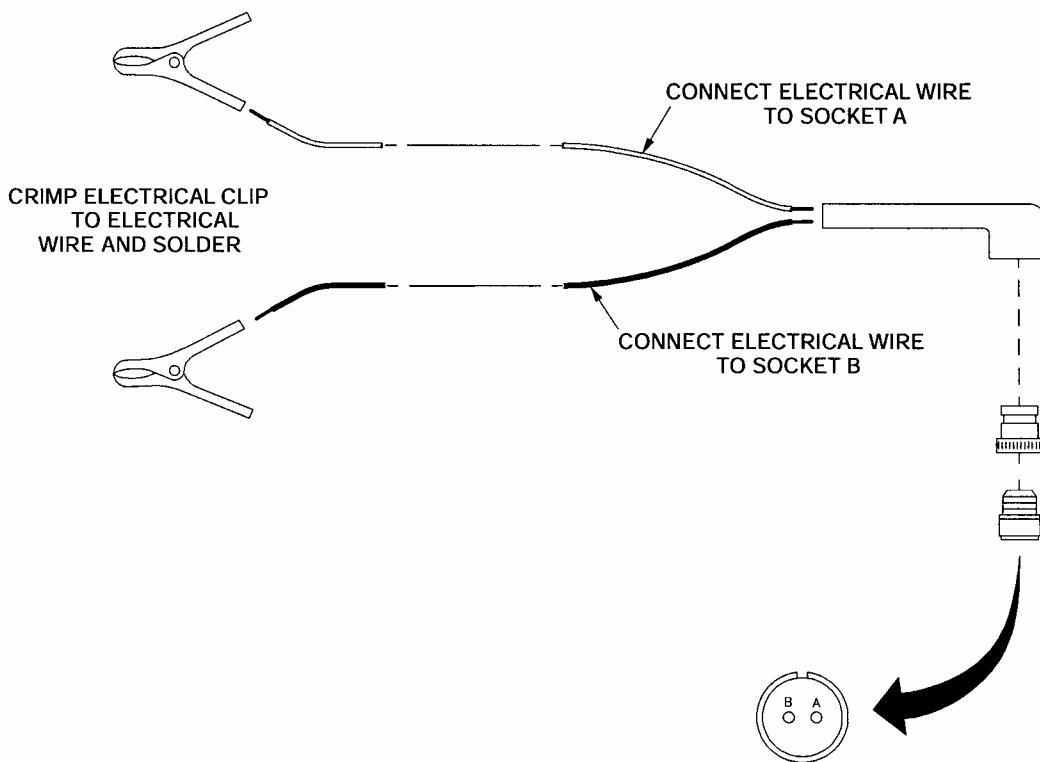 CONNECT ELECTRICAL WIRE
TO SOCKET A
CRIMP ELECTRICAL CLIP
TO ELECTRICAL
WIRE AND SOLDER
CONNECT ELECTRICAL WIRE
TO SOCKET B
B A